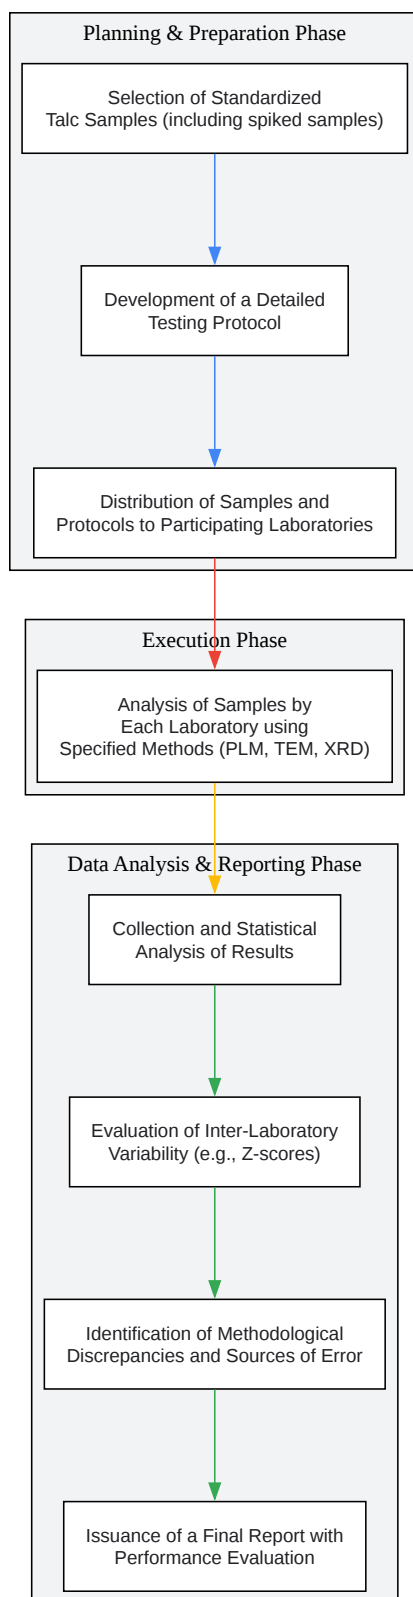 Planning & Preparation Phase
Selection of Standardized
Talc Samples (including spiked samples)
Development of a Detailed
Testing Protocol
Distribution of Samples and
Protocols to Participating Laboratories
Execution Phase
Analysis of Samples by
Each Laboratory using
Specified Methods (PLM, TEM, XRD)
Data Analysis & Reporting Phase
Collection and Statistical
Analysis of Results
Evaluation of Inter-Laboratory
Variability (e.g., Z-scores)
Identification of Methodological
Discrepancies and Sources of Error
Issuance of a Final Report with
Performance Evaluation